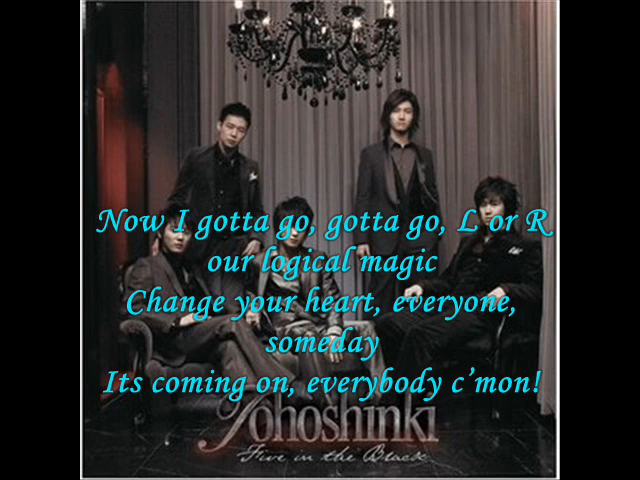 Now I gotta go, gotta go, L or R
our logical magic
Change your heart, everyone,
someday
Its coming on, everybody c’mon!
Tohoshinki
Five in the Black